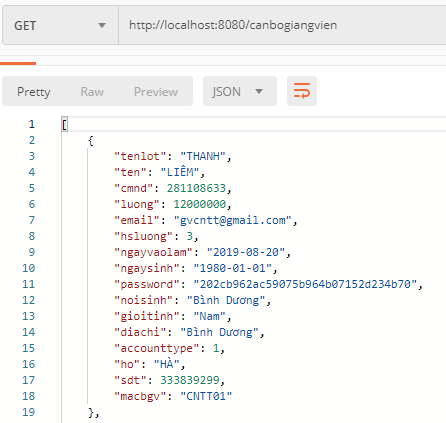 GET http://localhost:8080/canbogiangvien
Pretty Raw Preview JSON
1 [
2 {
3 "tenlot": "THANH",
4 "ten": "LIÊM",
5 "cmnd": 281108633,
6 "luong": 12000000,
7 "email": "gvcntt@gmail.com",
8 "hsluong": 3,
9 "ngayvaolam": "2019-08-20",
10 "ngaysinh": "1980-01-01",
11 "password": "202cb962ac59075b964b07152d234b70",
12 "noisinh": "Bình Dương",
13 "gioitinh": "Nam",
14 "diachi": "Bình Dương",
15 "accounttype": 1,
16 "ho": "HÀ",
17 "sdt": 333839299,
18 "macbgv": "CNTT01"
19 },